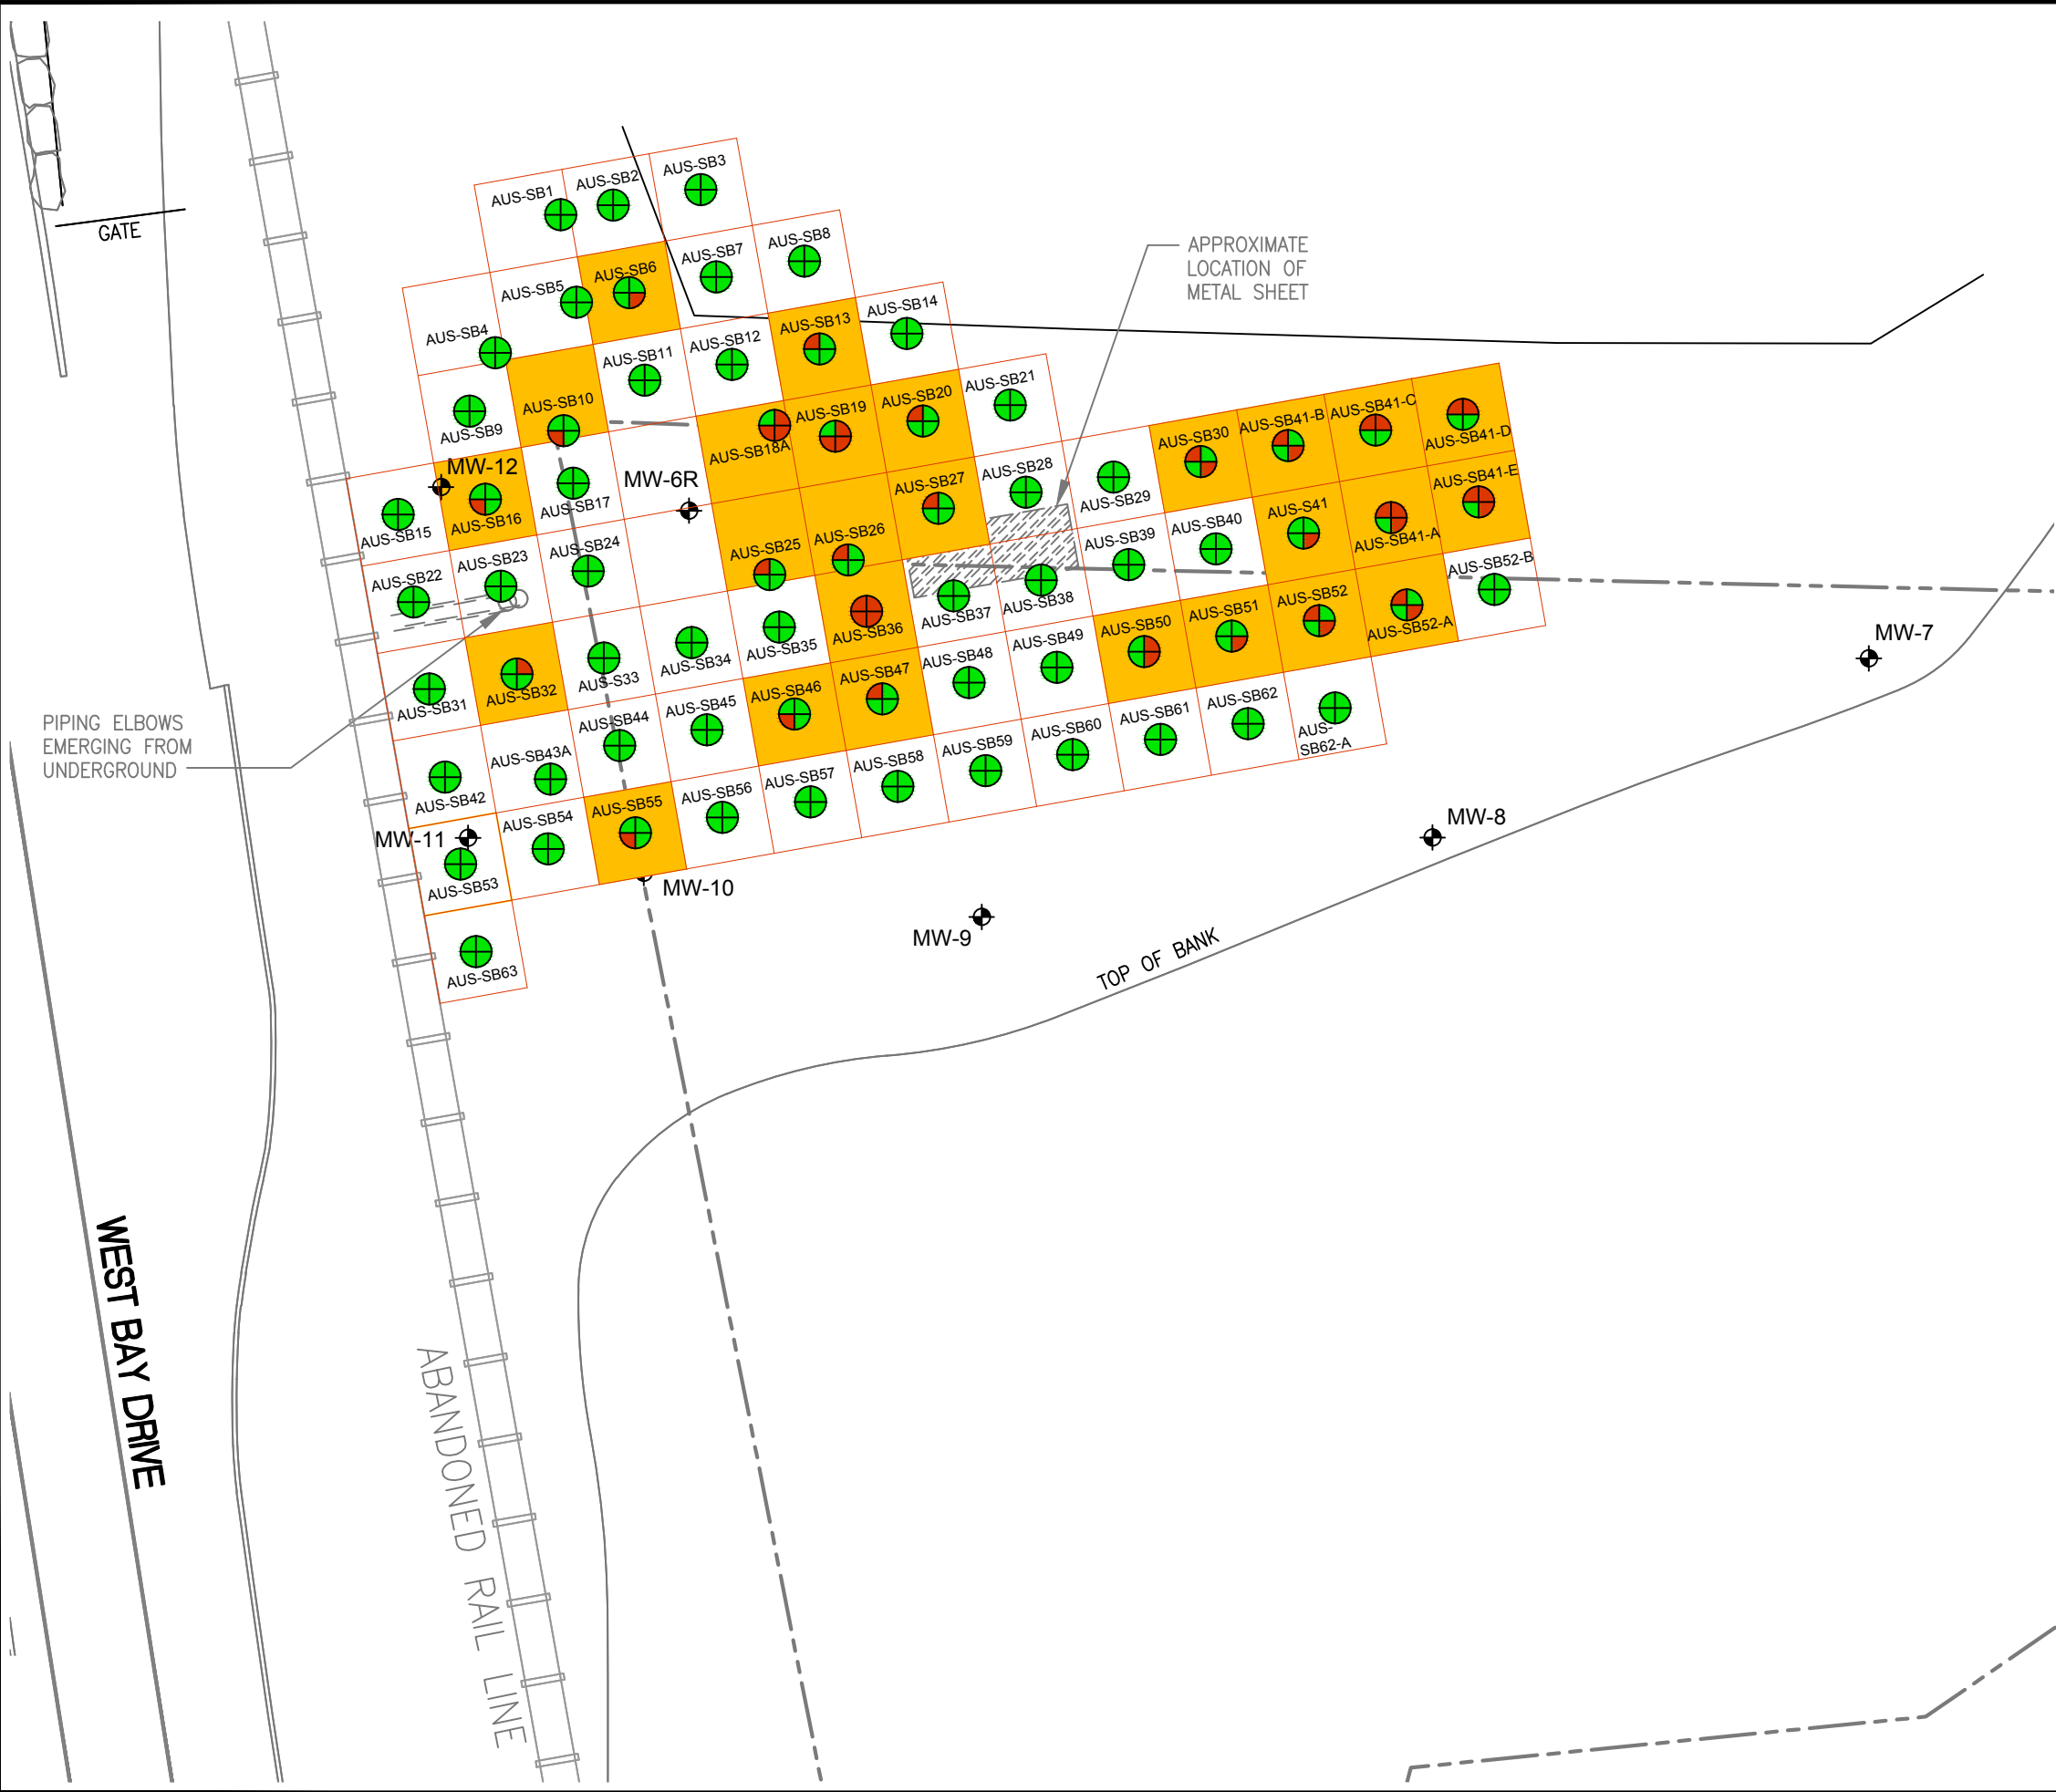 AUS-SB3
AUS-SB2
AUS-SB1
GATE
APPROXIMATE
LOCATION OF
METAL SHEET
AUS-SB8
AUS-SB7
AUS-SB6
AUS-SB5
AUS-SB4
AUS-SB14
AUS-SB13
AUS-SB12
AUS-SB11
AUS-SB10
AUS-SB9
AUS-SB21
AUS-SB20
AUS-SB19
AUS-SB18A
MW-6R
AUS-SB17
MW-12
AUS-SB16
AUS-SB15
AUS-SB41-D
AUS-SB41-C
AUS-SB41-B
AUS-SB30
AUS-SB29
AUS-SB28
AUS-SB27
AUS-SB26
AUS-SB25
AUS-SB24
AUS-SB23
AUS-SB22
AUS-SB41-E
AUS-SB41-A
AUS-S41
AUS-SB40
AUS-SB39
AUS-SB38
AUS-SB37
AUS-SB36
AUS-SB35
AUS-SB34
AUS-S33
AUS-SB32
AUS-SB31
AUS-SB52-B
AUS-SB52-A
AUS-SB52
AUS-SB51
AUS-SB50
AUS-SB49
AUS-SB48
AUS-SB47
AUS-SB46
AUS-SB45
AUS-SB44
AUS-SB43A
AUS-SB42
MW-7
PIPING ELBOWS
EMERGING FROM
UNDERGROUND
AUS-
SB62-A
AUS-SB62
AUS-SB61
AUS-SB60
AUS-SB59
AUS-SB58
AUS-SB57
AUS-SB56
AUS-SB55
AUS-SB54
MW-11
AUS-SB53
MW-8
MW-10
MW-9
AUS-SB63
TOP OF BANK
WEST BAY DRIVE
ABANDONED RAIL LINE